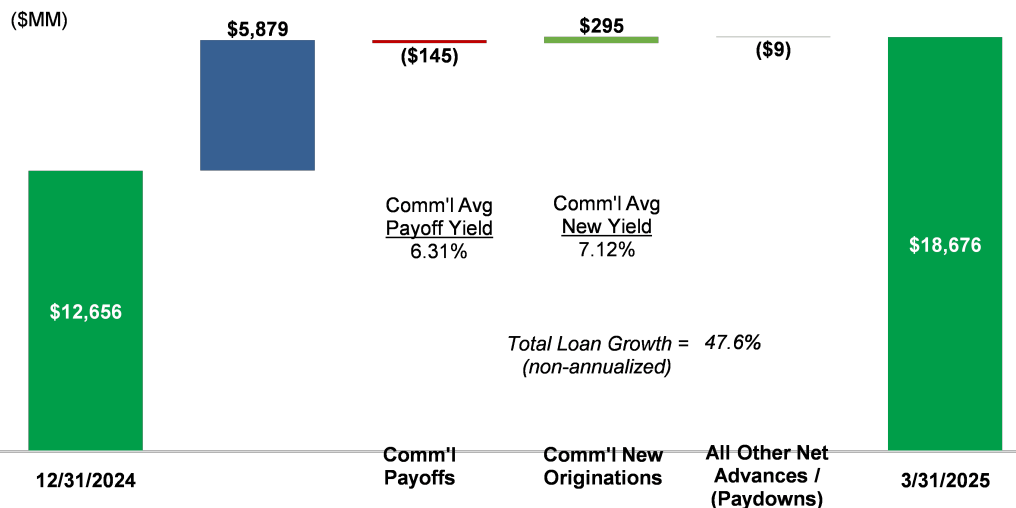 ($MM)
$5,879
($145)
$295
($9)
Comm'l Avg
Payoff Yield
6.31%
Comm'l Avg
New Yield
7.12%
$12,656
$18,676
Total Loan Growth = 47.6%
(non-annualized)
12/31/2024
Comm'l
Payoffs
Comm'l New
Originations
All Other Net
Advances /
(Paydowns)
3/31/2025